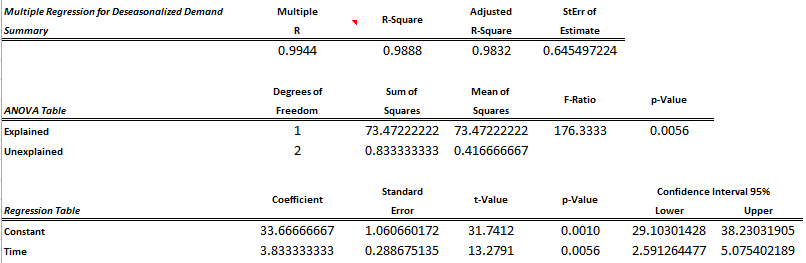 Multiple Regression for Deseasonalized Demand Multiple R-Square Adjusted StErr of
Summary R R-Square Estimate
0.9944 0.9888 0.9832 0.645497224
Degrees of Sum of Mean of F-Ratio p-Value
ANOVA Table Freedom Squares Squares
Explained 1 73.47222222 73.47222222 176.3333 0.0056
Unexplained 2 0.833333333 0.416666667
Coefficient Standard t-Value p-Value Confidence Interval 95%
Regression Table Error Lower Upper
Constant 33.66666667 1.060660172 31.7412 0.0010 29.10301428 38.23031905
Time 3.833333333 0.288675135 13.2791 0.0056 2.591264477 5.075402189